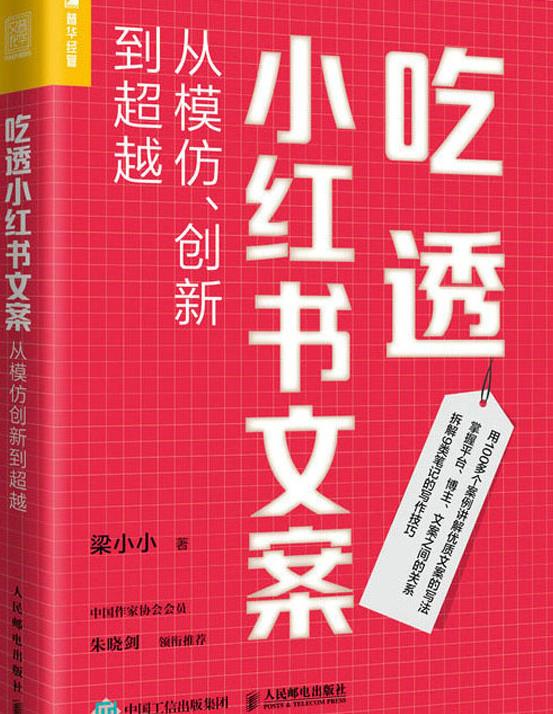 普华经管
吃透
小红书文案
从模仿、创新
到超越
用100多个案例讲解优质文案的写法
掌握平台、博主、文案之间的关系
拆解9类笔记的写作技巧
梁小小 著
中国作家协会会员
朱晓剑 领衔推荐
中国工信出版集团
人民邮电出版社
POSTS & TELECOM PRESS
吃透小红书文案
从模仿创新到超越
人民邮电出版社